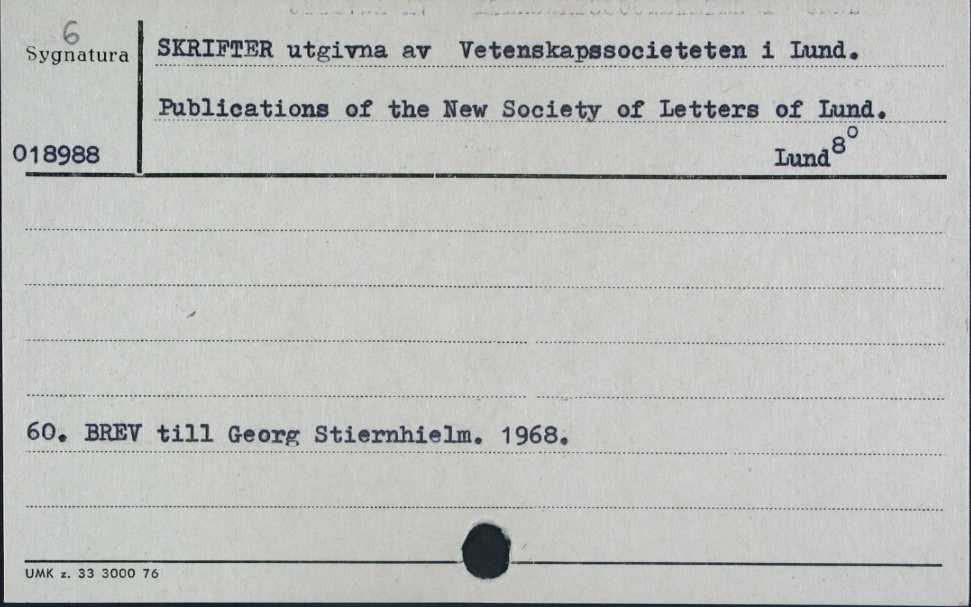 6
Sygnatura
SKRIFTER utgivna av Vetenskapssocieteten i Lund.
Publications of the New Society of Letters of Lund.
018988
Lund 8⁰
60. BREV till Georg Stiernhielm. 1968.
UMK z. 33 3000 76